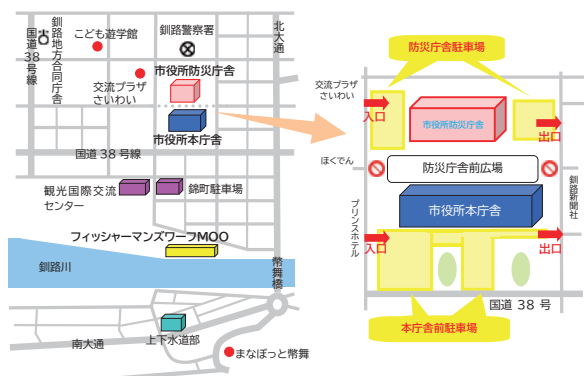 国道38号線
釧路地方合同庁舎
こども遊学館
釧路警察署
北大通
市役所防災庁舎
交流プラザ
さいわい
市役所本庁舎
国道 38 号線
観光国際交流
センター
錦町駐車場
フィッシャーマンズワーフMOO
釧路川
幣舞橋
南大通
上下水道部
まなぼっと幣舞
防災庁舎駐車場
交流プラザ
さいわい
入口
市役所防災庁舎
出口
ほくでん
防災庁舎前広場
プリンスホテル
釧路新聞社
市役所本庁舎
入口
出口
国道 38 号
本庁舎前駐車場